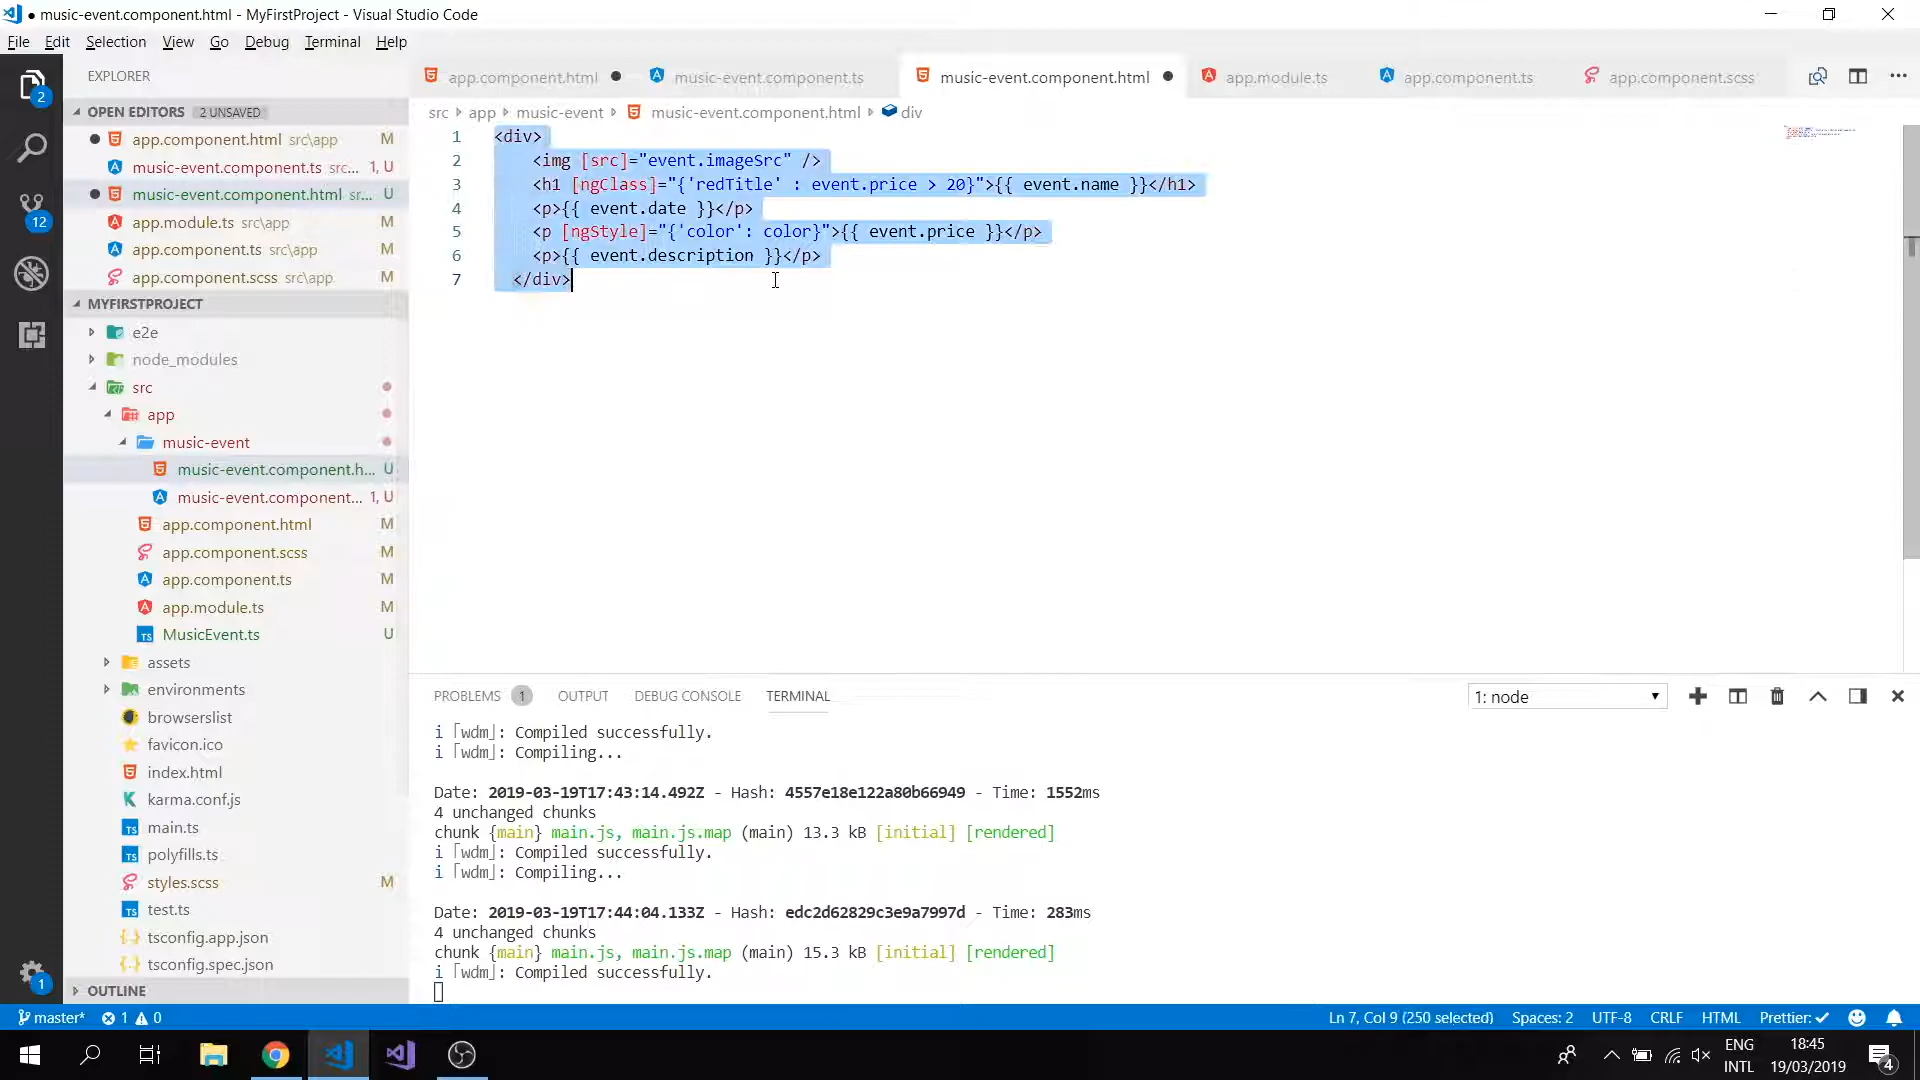 ● music-event.component.html - MyFirstProject - Visual Studio Code
File Edit Selection View Go Debug Terminal Help
EXPLORER
app.component.html ● music-event.component.ts music-event.component.html ● app.module.ts app.component.ts app.component.scss
2
OPEN EDITORS 2 UNSAVED
src app music-event music-event.component.html div
app.component.html src\app M
music-event.component.ts src... 1, U
music-event.component.html sr... U
app.module.ts src\app M
app.component.ts src\app M
app.component.scss src\app M
12
1 <div>
2 <img [src]="event.imageSrc" />
3 <h1 [ngClass]="{'redTitle' : event.price > 20}">{{ event.name }}</h1>
4 <p>{{ event.date }}</p>
5 <p [ngStyle]="{'color': color}">{{ event.price }}</p>
6 <p>{{ event.description }}</p>
7 </div>
MYFIRSTPROJECT
e2e
node_modules
src
app
music-event
music-event.component.h... U
music-event.component... 1, U
app.component.html M
app.component.scss M
app.component.ts M
app.module.ts M
MusicEvent.ts U
assets
environments
browserslist
favicon.ico
index.html
karma.conf.js
main.ts
polyfills.ts
styles.scss M
test.ts
tsconfig.app.json
tsconfig.spec.json
OUTLINE
1
PROBLEMS 1 OUTPUT DEBUG CONSOLE TERMINAL 1: node
i ｢wdm｣: Compiled successfully.
i ｢wdm｣: Compiling...
Date: 2019-03-19T17:43:14.492Z - Hash: 4557e18e122a80b66949 - Time: 1552ms
4 unchanged chunks
chunk {main} main.js, main.js.map (main) 13.3 kB [initial] [rendered]
i ｢wdm｣: Compiled successfully.
i ｢wdm｣: Compiling...
Date: 2019-03-19T17:44:04.133Z - Hash: edc2d62829c3e9a7997d - Time: 283ms
4 unchanged chunks
chunk {main} main.js, main.js.map (main) 15.3 kB [initial] [rendered]
i ｢wdm｣: Compiled successfully.
master* 1 0 Ln 7, Col 9 (250 selected) Spaces: 2 UTF-8 CRLF HTML Prettier: ✓
ENG 18:45
INTL 19/03/2019 4